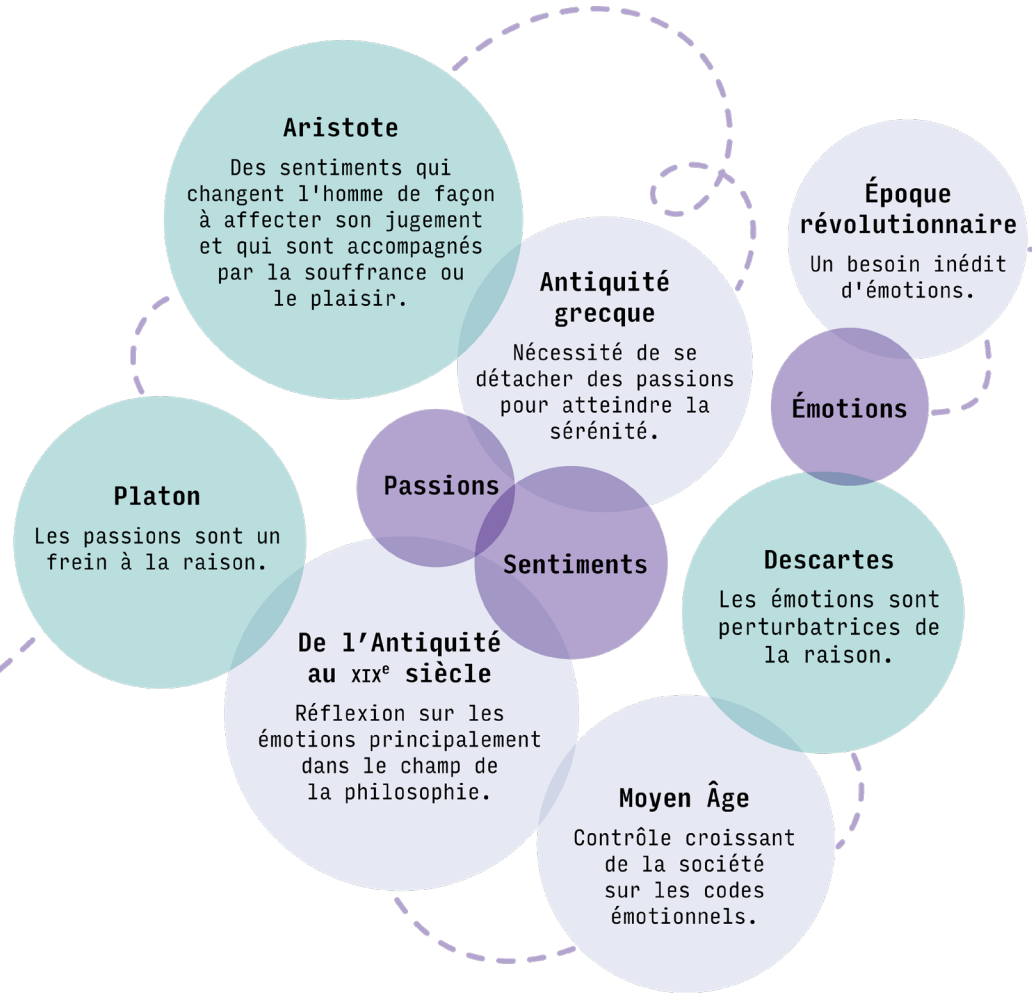 Aristote
Des sentiments qui
changent l'homme de façon
à affecter son jugement
et qui sont accompagnés
par la souffrance ou
le plaisir.
Époque
révolutionnaire
Un besoin inédit
d'émotions.
Antiquité
grecque
Nécessité de se
détacher des passions
pour atteindre la
sérénité.
Émotions
Passions
Platon
Les passions sont un
frein à la raison.
Sentiments
Descartes
Les émotions sont
perturbatrices de
la raison.
De l’Antiquité
au XIXᵉ siècle
Réflexion sur les
émotions principalement
dans le champ de
la philosophie.
Moyen Âge
Contrôle croissant
de la société
sur les codes
émotionnels.